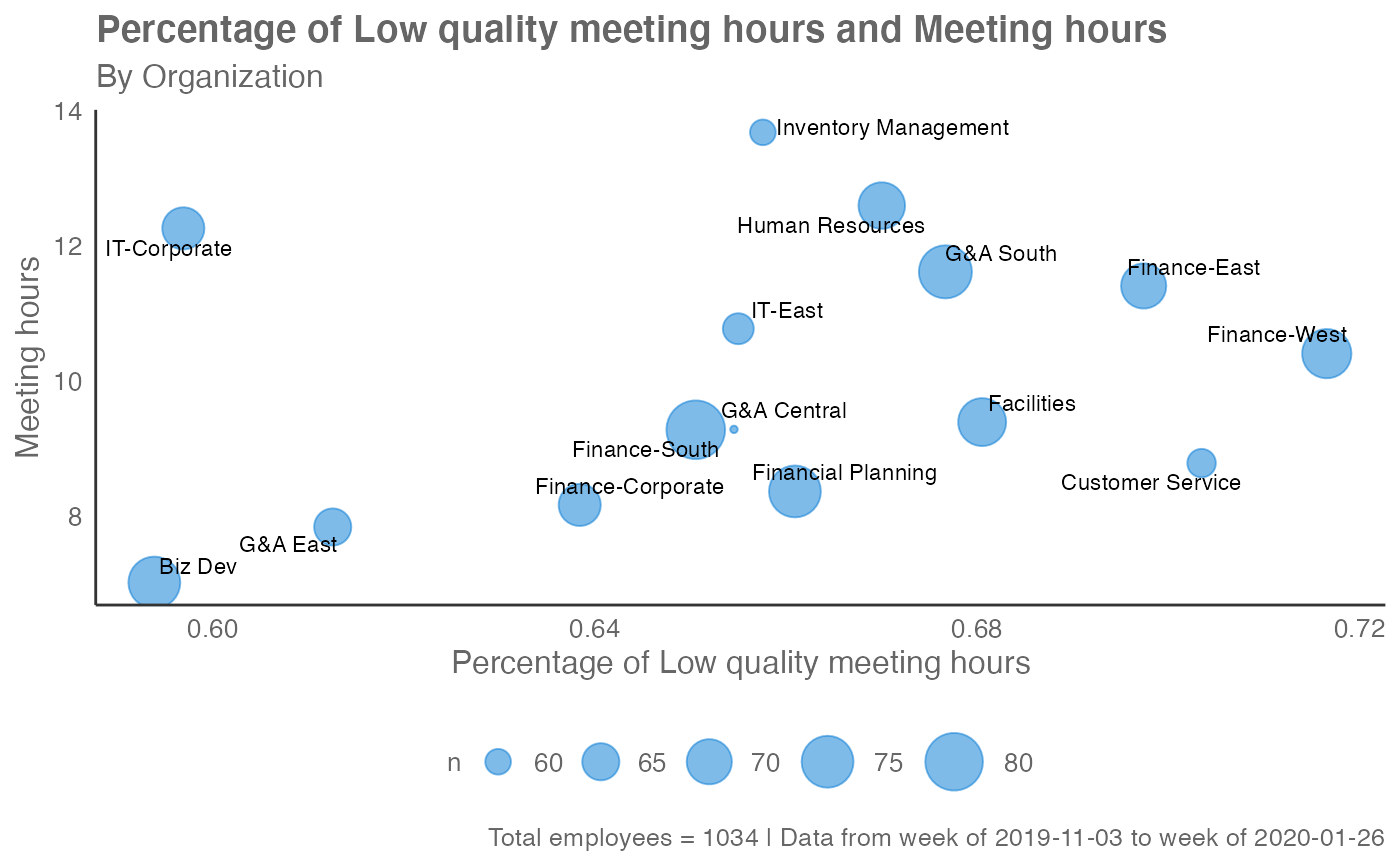 Percentage of Low quality meeting hours and Meeting hours
By Organization
14
Inventory Management
Human Resources
IT-Corporate
12
G&A South
Finance-East
IT-East
Finance-West
10
Meeting hours
G&A Central
Facilities
Finance-South
Financial Planning
Customer Service
Finance-Corporate
8
G&A East
Biz Dev
0.60 0.64 0.68 0.72
Percentage of Low quality meeting hours
n 60 65 70 75 80
Total employees = 1034 | Data from week of 2019-11-03 to week of 2020-01-26